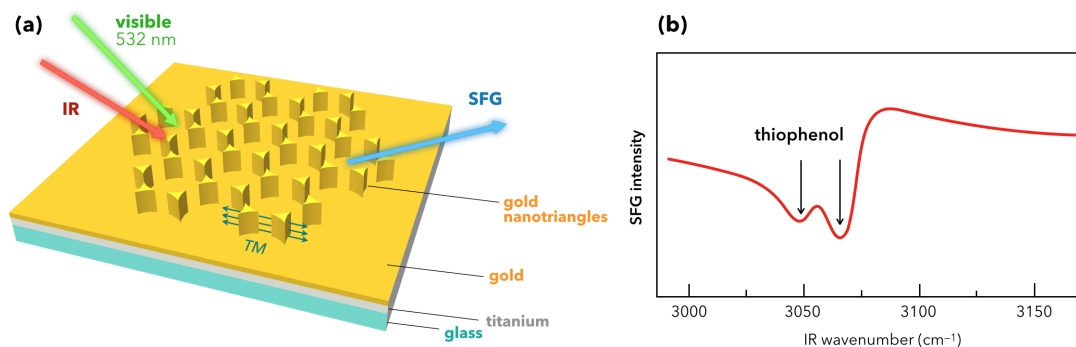 (a)
visible
532 nm
IR
SFG
gold
nanotriangles
TM
gold
titanium
glass
(b)
SFG intensity
thiophenol
3000 3050 3100 3150
IR wavenumber (cm⁻¹)